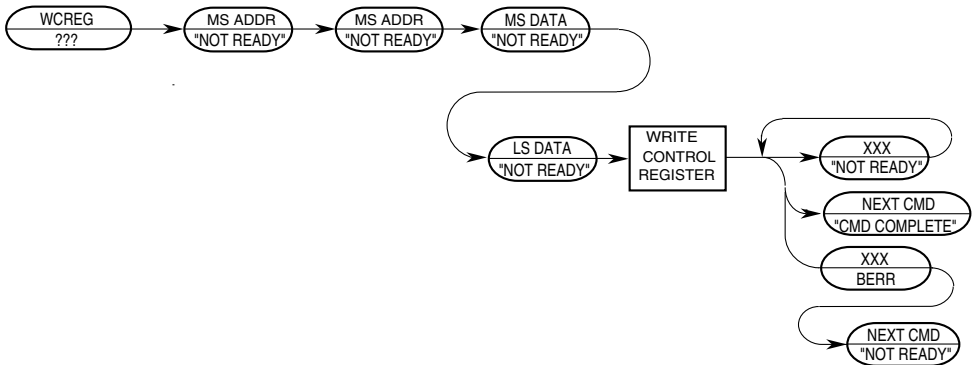 WCREG
???
MS ADDR
"NOT READY"
MS ADDR
"NOT READY"
MS DATA
"NOT READY"
LS DATA
"NOT READY"
WRITE
CONTROL
REGISTER
XXX
"NOT READY"
NEXT CMD
"CMD COMPLETE"
XXX
BERR
NEXT CMD
"NOT READY"